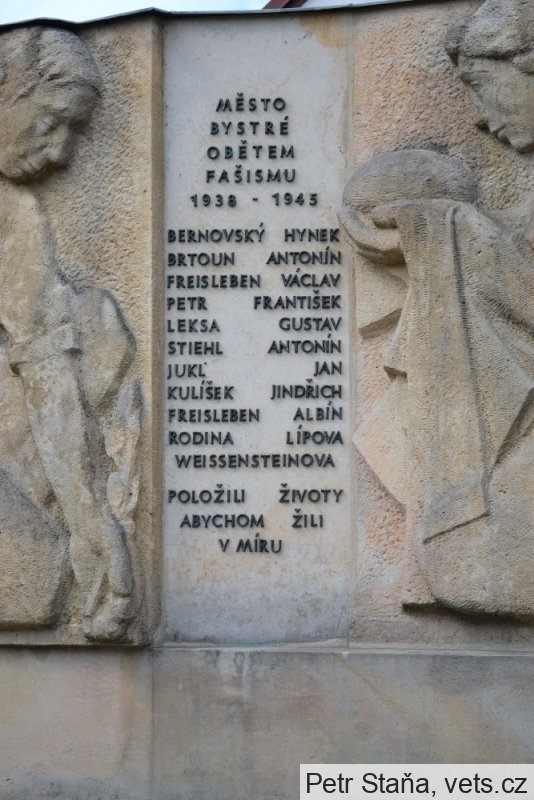 MĚSTO
BYSTRÉ
OBĚTEM
FAŠISMU
1938 - 1945
BERNOVSKÝ HYNEK
BRTOUN ANTONÍN
FREISLEBEN VÁCLAV
PETR FRANTIŠEK
LEKSA GUSTAV
STIEHL ANTONÍN
JUKĽ JAN
KULÍŠEK JINDŘICH
FREISLEBEN ALBÍN
RODINA LÍPOVA
WEISSENSTEINOVA
POLOŽILI ŽIVOTY
ABYCHOM ŽILI
V MÍRU
Petr Staňa, vets.cz